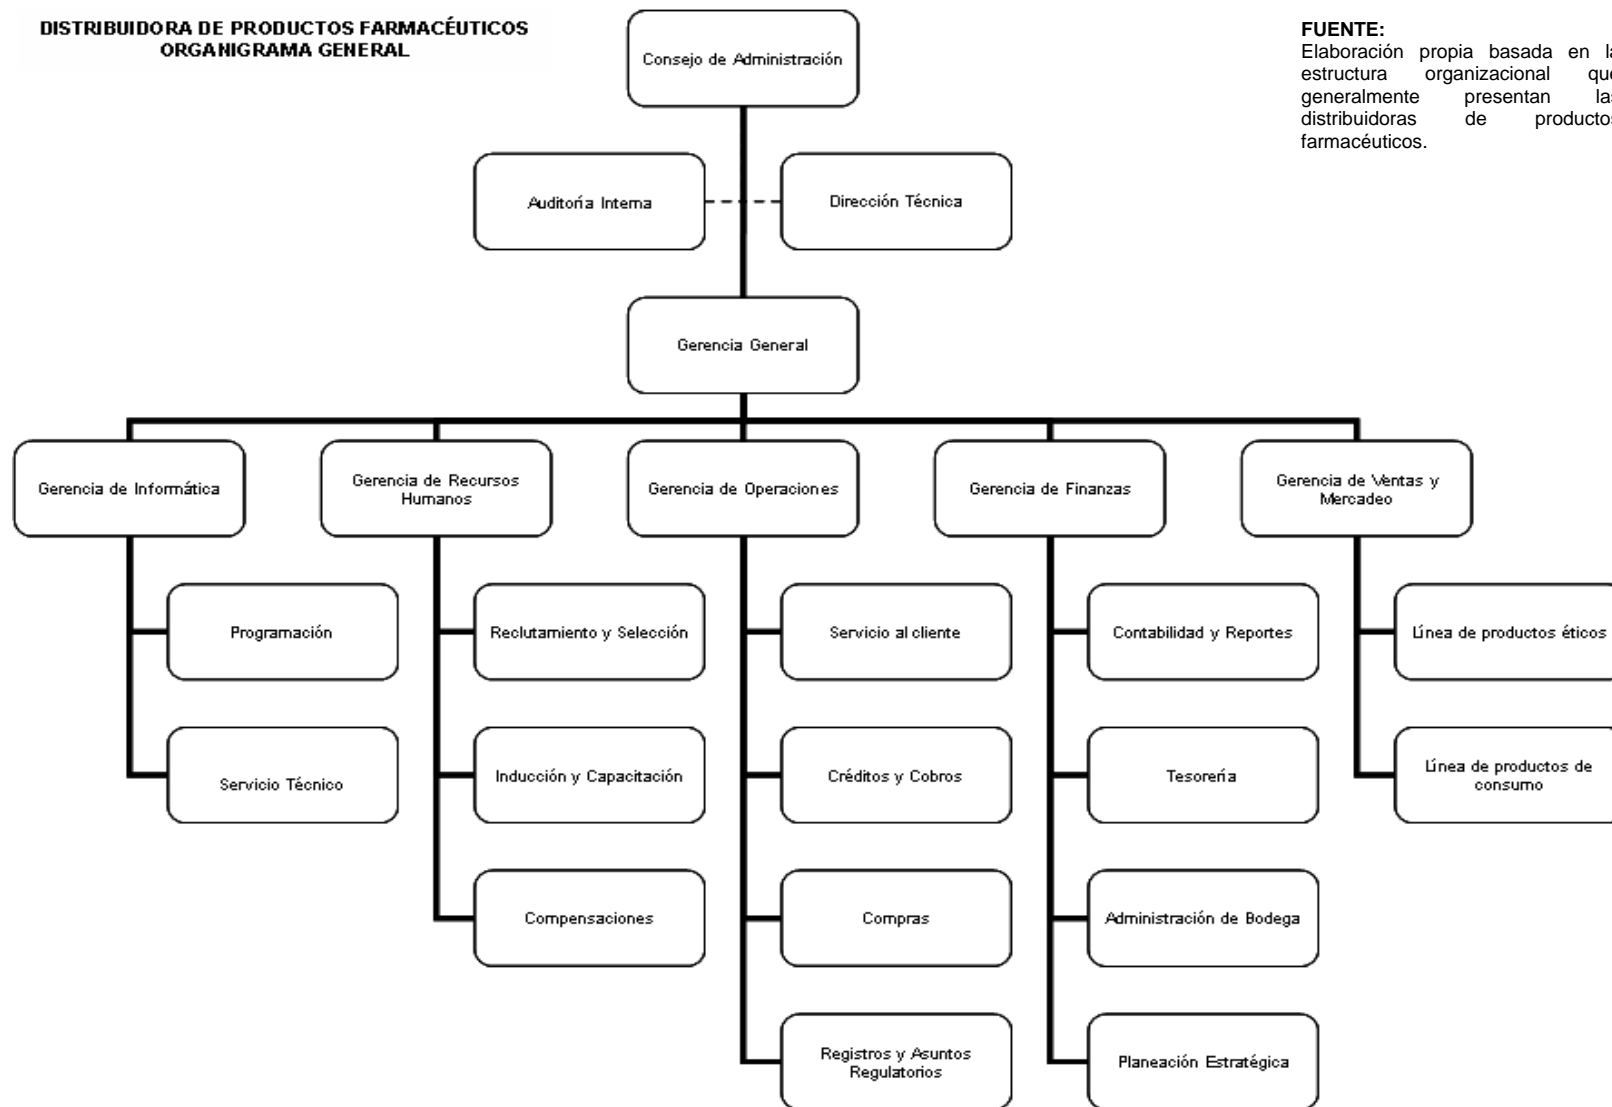 DISTRIBUIDORA DE PRODUCTOS FARMACÉUTICOS
ORGANIGRAMA GENERAL
FUENTE:
Elaboración propia basada en la
estructura organizacional que
generalmente presentan las
distribuidoras de productos
farmacéuticos.
Consejo de Administración
Auditoría Interna
Dirección Técnica
Gerencia General
Gerencia de Informática
Gerencia de Recursos
Humanos
Gerencia de Operaciones
Gerencia de Finanzas
Gerencia de Ventas y
Mercadeo
Programación
Reclutamiento y Selección
Servicio al cliente
Contabilidad y Reportes
Línea de productos éticos
Servicio Técnico
Inducción y Capacitación
Créditos y Cobros
Tesorería
Línea de productos de
consumo
Compensaciones
Compras
Administración de Bodega
Registros y Asuntos
Regulatorios
Planeación Estratégica